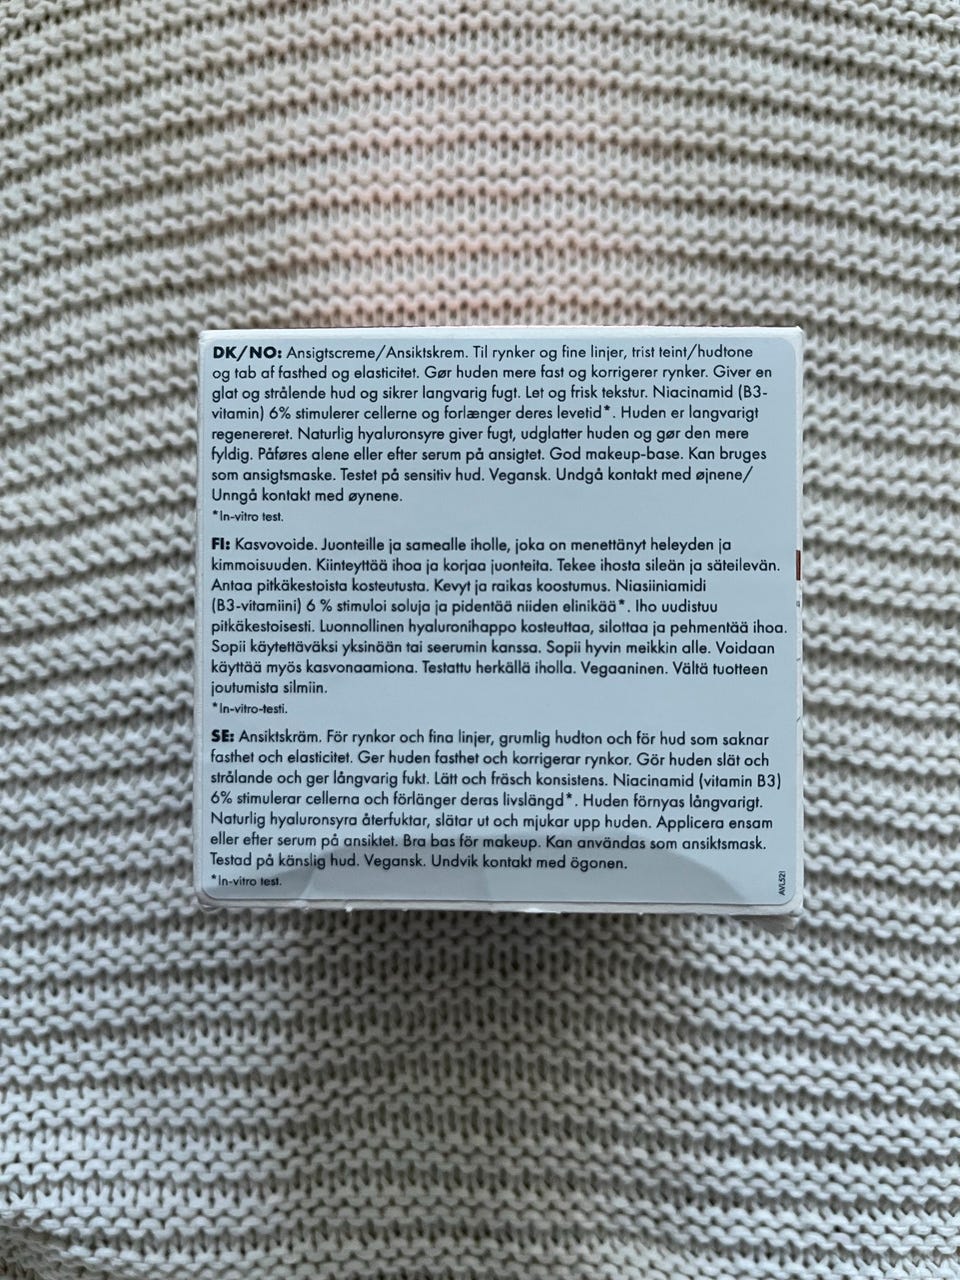 DK/NO: Ansigtscreme/Ansiktskrem. Til rynker og fine linjer, trist teint/hudtone
og tab af fasthed og elasticitet. Gør huden mere fast og korrigerer rynker. Giver en
glat og strålende hud og sikrer langvarig fugt. Let og frisk tekstur. Niacinamid (B3-
vitamin) 6% stimulerer cellerne og forlænger deres levetid*. Huden er langvarigt
regenereret. Naturlig hyaluronsyre giver fugt, udglatter huden og gør den mere
fyldig. Påføres alene eller efter serum på ansigtet. God makeup-base. Kan bruges
som ansigtsmaske. Testet på sensitiv hud. Vegansk. Undgå kontakt med øjnene/
Unngå kontakt med øynene.
*In-vitro test.
FI: Kasvovoide. Juonteille ja samealle iholle, joka on menettänyt heleyden ja
kimmoisuuden. Kiinteyttää ihoa ja korjaa juonteita. Tekee ihosta sileän ja säteilevän.
Antaa pitkäkestoista kosteutusta. Kevyt ja raikas koostumus. Niasiiniamidi
(B3-vitamiini) 6 % stimuloi soluja ja pidentää niiden elinikää*. Iho uudistuu
pitkäkestoisesti. Luonnollinen hyaluronihappo kosteuttaa, silottaa ja pehmentää ihoa.
Sopii käytettäväksi yksinään tai seerumin kanssa. Sopii hyvin meikkin alle. Voidaan
käyttää myös kasvonaamiona. Testattu herkällä iholla. Vegaaninen. Vältä tuotteen
joutumista silmiin.
*In-vitro-testi.
SE: Ansiktskräm. För rynkor och fina linjer, grumlig hudton och för hud som saknar
fasthet och elasticitet. Ger huden fasthet och korrigerar rynkor. Gör huden slät och
strålande och ger långvarig fukt. Lätt och fräsch konsistens. Niacinamid (vitamin B3)
6% stimulerar cellerna och förlänger deras livslängd*. Huden förnyas långvarigt.
Naturlig hyaluronsyra återfuktar, slätar ut och mjukar upp huden. Applicera ensam
eller efter serum på ansiktet. Bra bas för makeup. Kan användas som ansiktsmask.
Testad på känslig hud. Vegansk. Undvik kontakt med ögonen.
*In-vitro test.
AVL521